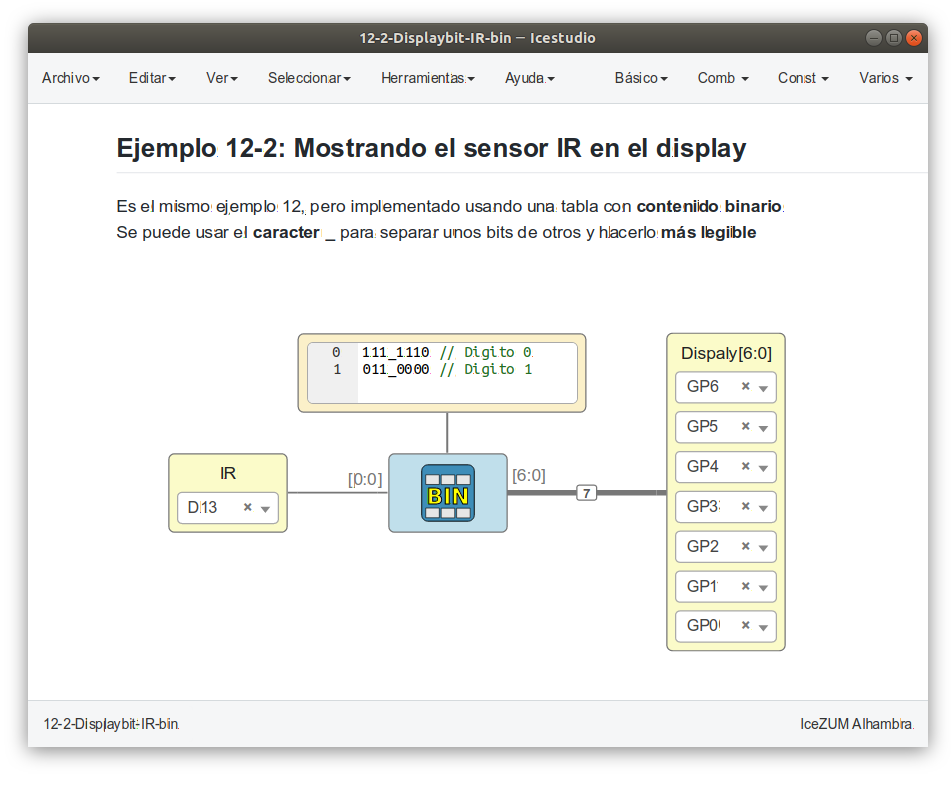 12-2-Displaybit-IR-bin — Icestudio
Archivo Editar Ver Seleccionar Herramientas Ayuda Básico Comb Const Varios
Ejemplo 12-2: Mostrando el sensor IR en el display
Es el mismo ejemplo 12, pero implementado usando una tabla con contenido binario
Se puede usar el caracter _ para separar unos bits de otros y hacerlo más legible
0 111_1110 // Digito 0
1 011_0000 // Digito 1
Dispaly[6:0]
GP6
GP5
GP4
GP3
GP2
GP1
GP0
IR
D13
[0:0]
BIN
[6:0]
7
12-2-Displaybit-IR-bin
IceZUM Alhambra